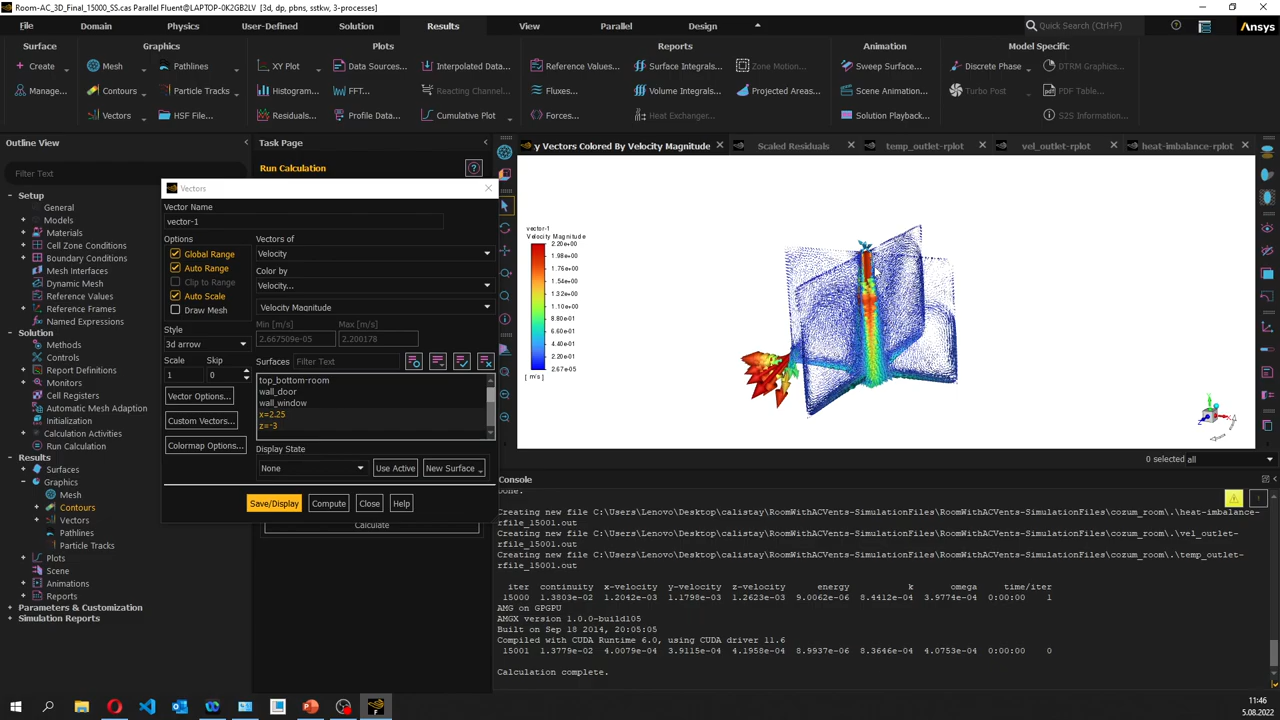 Room-AC_3D_Final_15000_SS.cas Parallel Fluent@LAPTOP-0K2GB2LV [3d, dp, pbns, sstkw, 3-processes]
File Domain Physics User-Defined Solution Results View Parallel Design Quick Search (Ctrl+F) Ansys
Surface Graphics Plots Reports Animation Model Specific
Create Mesh Pathlines XY Plot Data Sources... Interpolated Data... Reference Values... Surface Integrals... Zone Motion... Sweep Surface... Discrete Phase DTRM Graphics...
Manage... Contours Particle Tracks Histogram... FFT... Reacting Channel... Fluxes... Volume Integrals... Projected Areas... Scene Animation... Turbo Post PDF Table...
Vectors HSF File... Residuals... Profile Data... Cumulative Plot Forces... Heat Exchanger... Solution Playback... S2S Information...
Outline View
Filter Text
Setup
General
Models
Materials
Cell Zone Conditions
Boundary Conditions
Mesh Interfaces
Dynamic Mesh
Reference Values
Reference Frames
Named Expressions
Solution
Methods
Controls
Report Definitions
Monitors
Cell Registers
Automatic Mesh Adaption
Initialization
Calculation Activities
Run Calculation
Results
Surfaces
Graphics
Mesh
Contours
Vectors
Pathlines
Particle Tracks
Plots
Scene
Animations
Reports
Parameters & Customization
Simulation Reports
Task Page
Run Calculation
?
Vectors
Vector Name
vector-1
Options
Global Range
Auto Range
Clip to Range
Auto Scale
Draw Mesh
Style
3d arrow
Scale Skip
1 0
Vector Options...
Custom Vectors...
Colormap Options...
Vectors of
Velocity
Color by
Velocity...
Velocity Magnitude
Min [m/s] Max [m/s]
2.667509e-05 2.200178
Surfaces Filter Text
top_bottom-room
wall_door
wall_window
x=2.25
z=-3
Display State
None Use Active New Surface
Save/Display Compute Close Help
Calculate
y Vectors Colored By Velocity Magnitude Scaled Residuals temp_outlet-rplot vel_outlet-rplot heat-imbalance-rplot
vector-1
Velocity Magnitude
2.20e+00
1.98e+00
1.76e+00
1.54e+00
1.32e+00
1.10e+00
8.80e-01
6.60e-01
4.40e-01
2.20e-01
2.67e-05
[ m/s ]
Y
Z
0 selected all
Console
Done.
Creating new file C:\Users\Lenovo\Desktop\calistay\RoomWithACVents-SimulationFiles\RoomWithACVents-SimulationFiles\cozum_room\.\heat-imbalance-
rfile_15001.out
Creating new file C:\Users\Lenovo\Desktop\calistay\RoomWithACVents-SimulationFiles\RoomWithACVents-SimulationFiles\cozum_room\.\vel_outlet-
rfile_15001.out
Creating new file C:\Users\Lenovo\Desktop\calistay\RoomWithACVents-SimulationFiles\RoomWithACVents-SimulationFiles\cozum_room\.\temp_outlet-
rfile_15001.out
iter continuity x-velocity y-velocity z-velocity energy k omega time/iter
15000 1.3803e-02 1.2042e-03 1.1798e-03 1.2623e-03 9.0062e-06 8.4412e-04 3.9774e-04 0:00:00 1
AMG on GPGPU
AMGX version 1.0.0-build105
Built on Sep 18 2014, 20:05:05
Compiled with CUDA Runtime 6.0, using CUDA driver 11.6
15001 1.3779e-02 4.0079e-04 3.9115e-04 4.1958e-04 8.9937e-06 8.3646e-04 4.0753e-04 0:00:00 0
Calculation complete.
11:46
5.08.2022